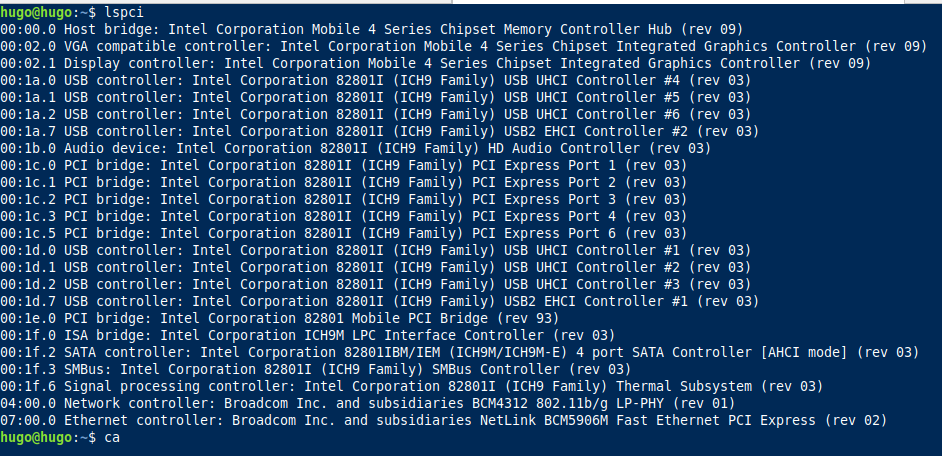 hugo@hugo:~$ lspci
00:00.0 Host bridge: Intel Corporation Mobile 4 Series Chipset Memory Controller Hub (rev 09)
00:02.0 VGA compatible controller: Intel Corporation Mobile 4 Series Chipset Integrated Graphics Controller (rev 09)
00:02.1 Display controller: Intel Corporation Mobile 4 Series Chipset Integrated Graphics Controller (rev 09)
00:1a.0 USB controller: Intel Corporation 82801I (ICH9 Family) USB UHCI Controller #4 (rev 03)
00:1a.1 USB controller: Intel Corporation 82801I (ICH9 Family) USB UHCI Controller #5 (rev 03)
00:1a.2 USB controller: Intel Corporation 82801I (ICH9 Family) USB UHCI Controller #6 (rev 03)
00:1a.7 USB controller: Intel Corporation 82801I (ICH9 Family) USB2 EHCI Controller #2 (rev 03)
00:1b.0 Audio device: Intel Corporation 82801I (ICH9 Family) HD Audio Controller (rev 03)
00:1c.0 PCI bridge: Intel Corporation 82801I (ICH9 Family) PCI Express Port 1 (rev 03)
00:1c.1 PCI bridge: Intel Corporation 82801I (ICH9 Family) PCI Express Port 2 (rev 03)
00:1c.2 PCI bridge: Intel Corporation 82801I (ICH9 Family) PCI Express Port 3 (rev 03)
00:1c.3 PCI bridge: Intel Corporation 82801I (ICH9 Family) PCI Express Port 4 (rev 03)
00:1c.5 PCI bridge: Intel Corporation 82801I (ICH9 Family) PCI Express Port 6 (rev 03)
00:1d.0 USB controller: Intel Corporation 82801I (ICH9 Family) USB UHCI Controller #1 (rev 03)
00:1d.1 USB controller: Intel Corporation 82801I (ICH9 Family) USB UHCI Controller #2 (rev 03)
00:1d.2 USB controller: Intel Corporation 82801I (ICH9 Family) USB UHCI Controller #3 (rev 03)
00:1d.7 USB controller: Intel Corporation 82801I (ICH9 Family) USB2 EHCI Controller #1 (rev 03)
00:1e.0 PCI bridge: Intel Corporation 82801 Mobile PCI Bridge (rev 93)
00:1f.0 ISA bridge: Intel Corporation ICH9M LPC Interface Controller (rev 03)
00:1f.2 SATA controller: Intel Corporation 82801IBM/IEM (ICH9M/ICH9M-E) 4 port SATA Controller [AHCI mode] (rev 03)
00:1f.3 SMBus: Intel Corporation 82801I (ICH9 Family) SMBus Controller (rev 03)
00:1f.6 Signal processing controller: Intel Corporation 82801I (ICH9 Family) Thermal Subsystem (rev 03)
04:00.0 Network controller: Broadcom Inc. and subsidiaries BCM4312 802.11b/g LP-PHY (rev 01)
07:00.0 Ethernet controller: Broadcom Inc. and subsidiaries NetLink BCM5906M Fast Ethernet PCI Express (rev 02)
hugo@hugo:~$ ca